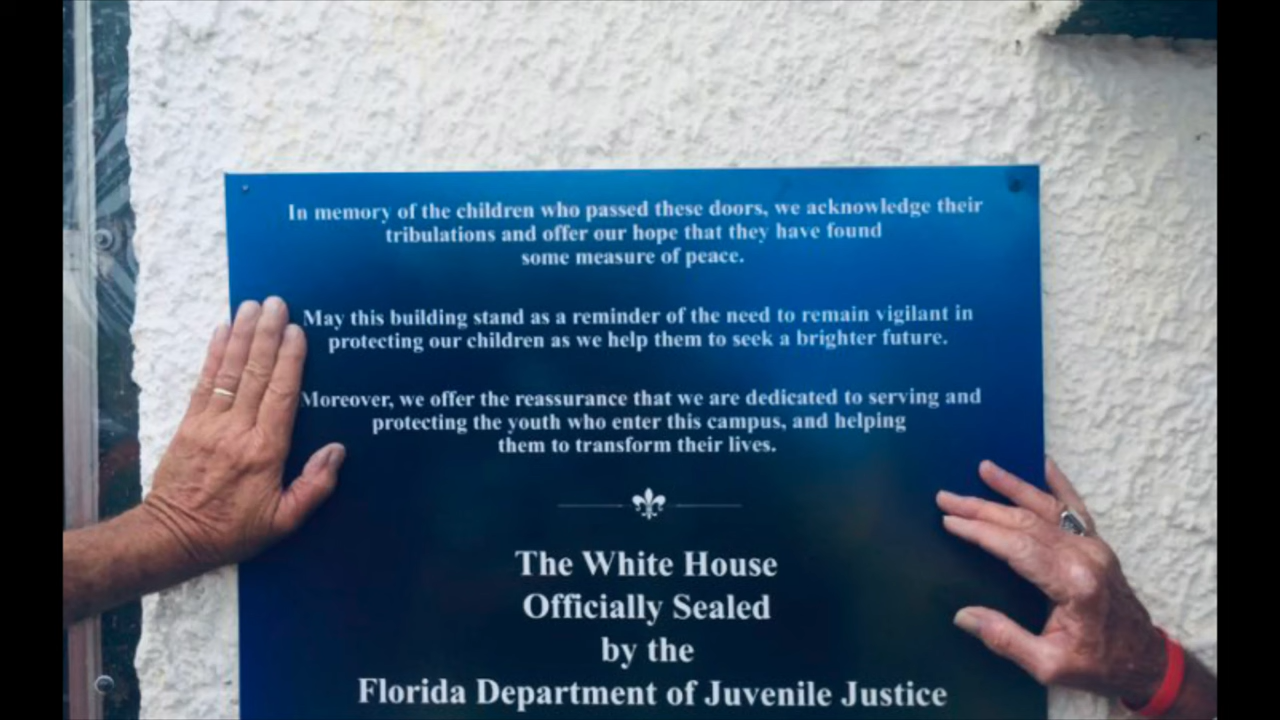 In memory of the children who passed these doors, we acknowledge their
tribulations and offer our hope that they have found
some measure of peace.
May this building stand as a reminder of the need to remain vigilant in
protecting our children as we help them to seek a brighter future.
Moreover, we offer the reassurance that we are dedicated to serving and
protecting the youth who enter this campus, and helping
them to transform their lives.
The White House
Officially Sealed
by the
Florida Department of Juvenile Justice